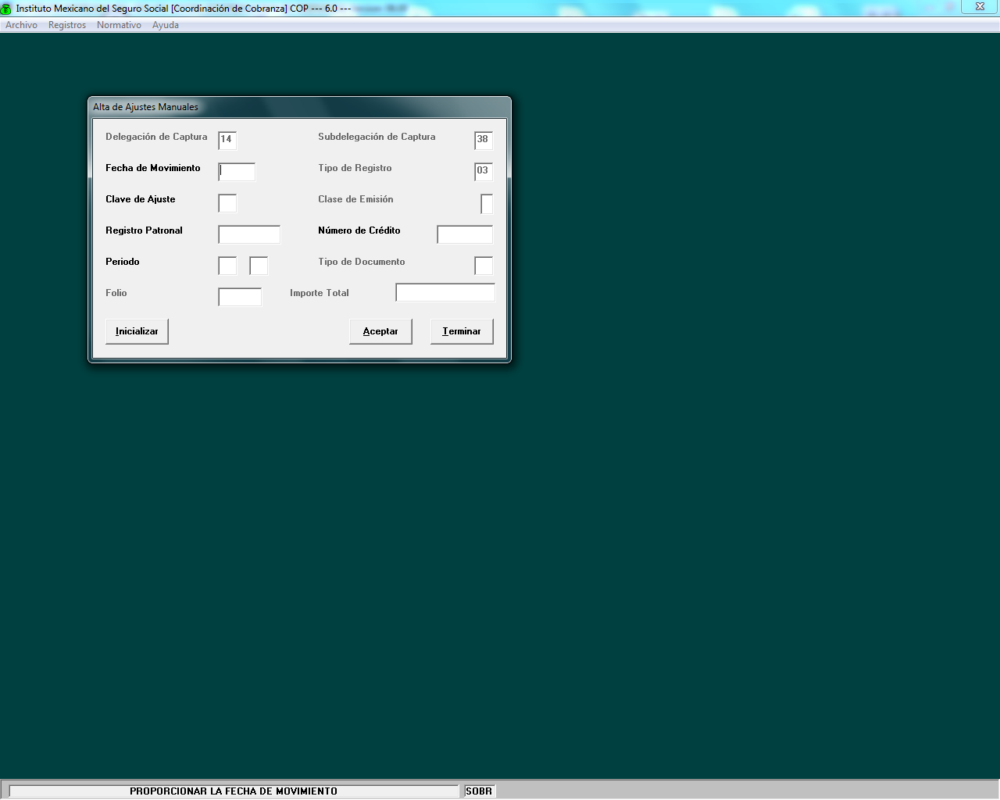 Instituto Mexicano del Seguro Social [Coordinación de Cobranza] COP --- 6.0 ---
Archivo Registros Normativo Ayuda
Alta de Ajustes Manuales
Delegación de Captura 14 Subdelegación de Captura 38
Fecha de Movimiento Tipo de Registro 03
Clave de Ajuste Clase de Emisión
Registro Patronal Número de Crédito
Periodo Tipo de Documento
Folio Importe Total
Inicializar Aceptar Terminar
PROPORCIONAR LA FECHA DE MOVIMIENTO SOBR